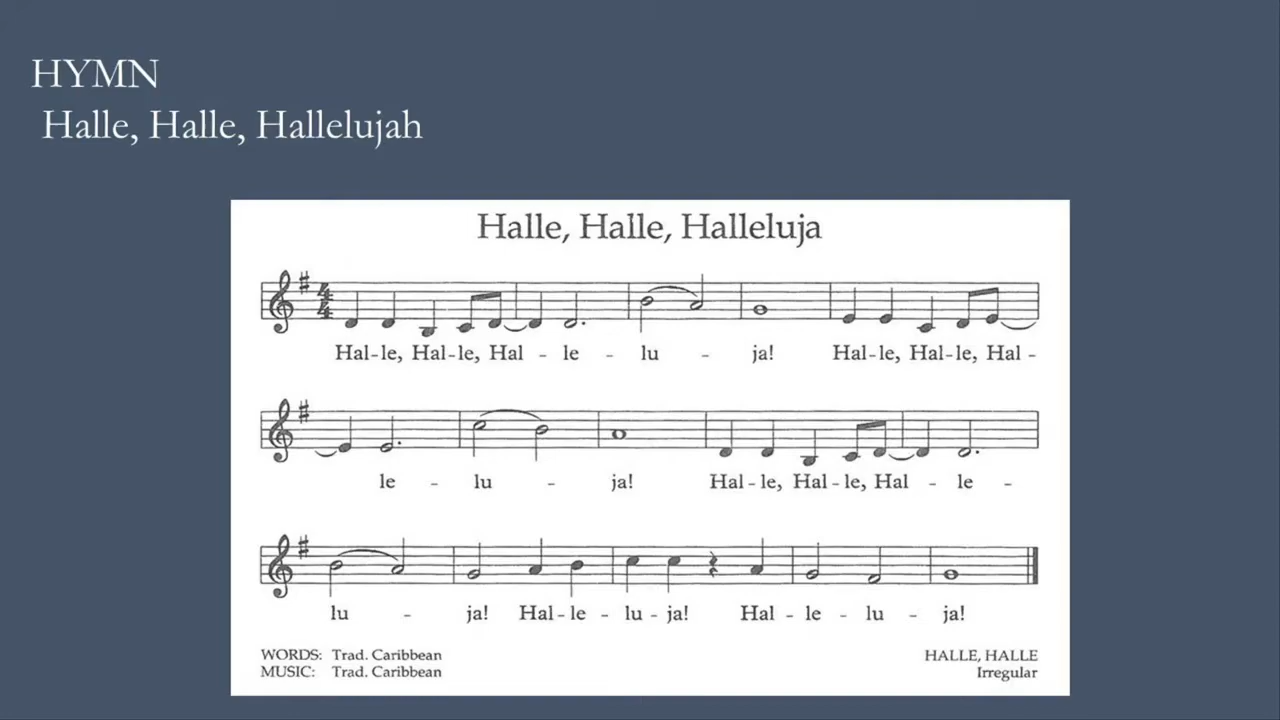 HYMN
Halle, Halle, Hallelujah
Halle, Halle, Halleluja
4/4
Hal-le, Hal-le, Hal - le - lu - ja! Hal-le, Hal-le, Hal -
le - lu - ja! Hal-le, Hal-le, Hal - le -
lu - ja! Hal-le - lu - ja! Hal - le - lu - ja!
WORDS: Trad. Caribbean HALLE, HALLE
MUSIC: Trad. Caribbean Irregular